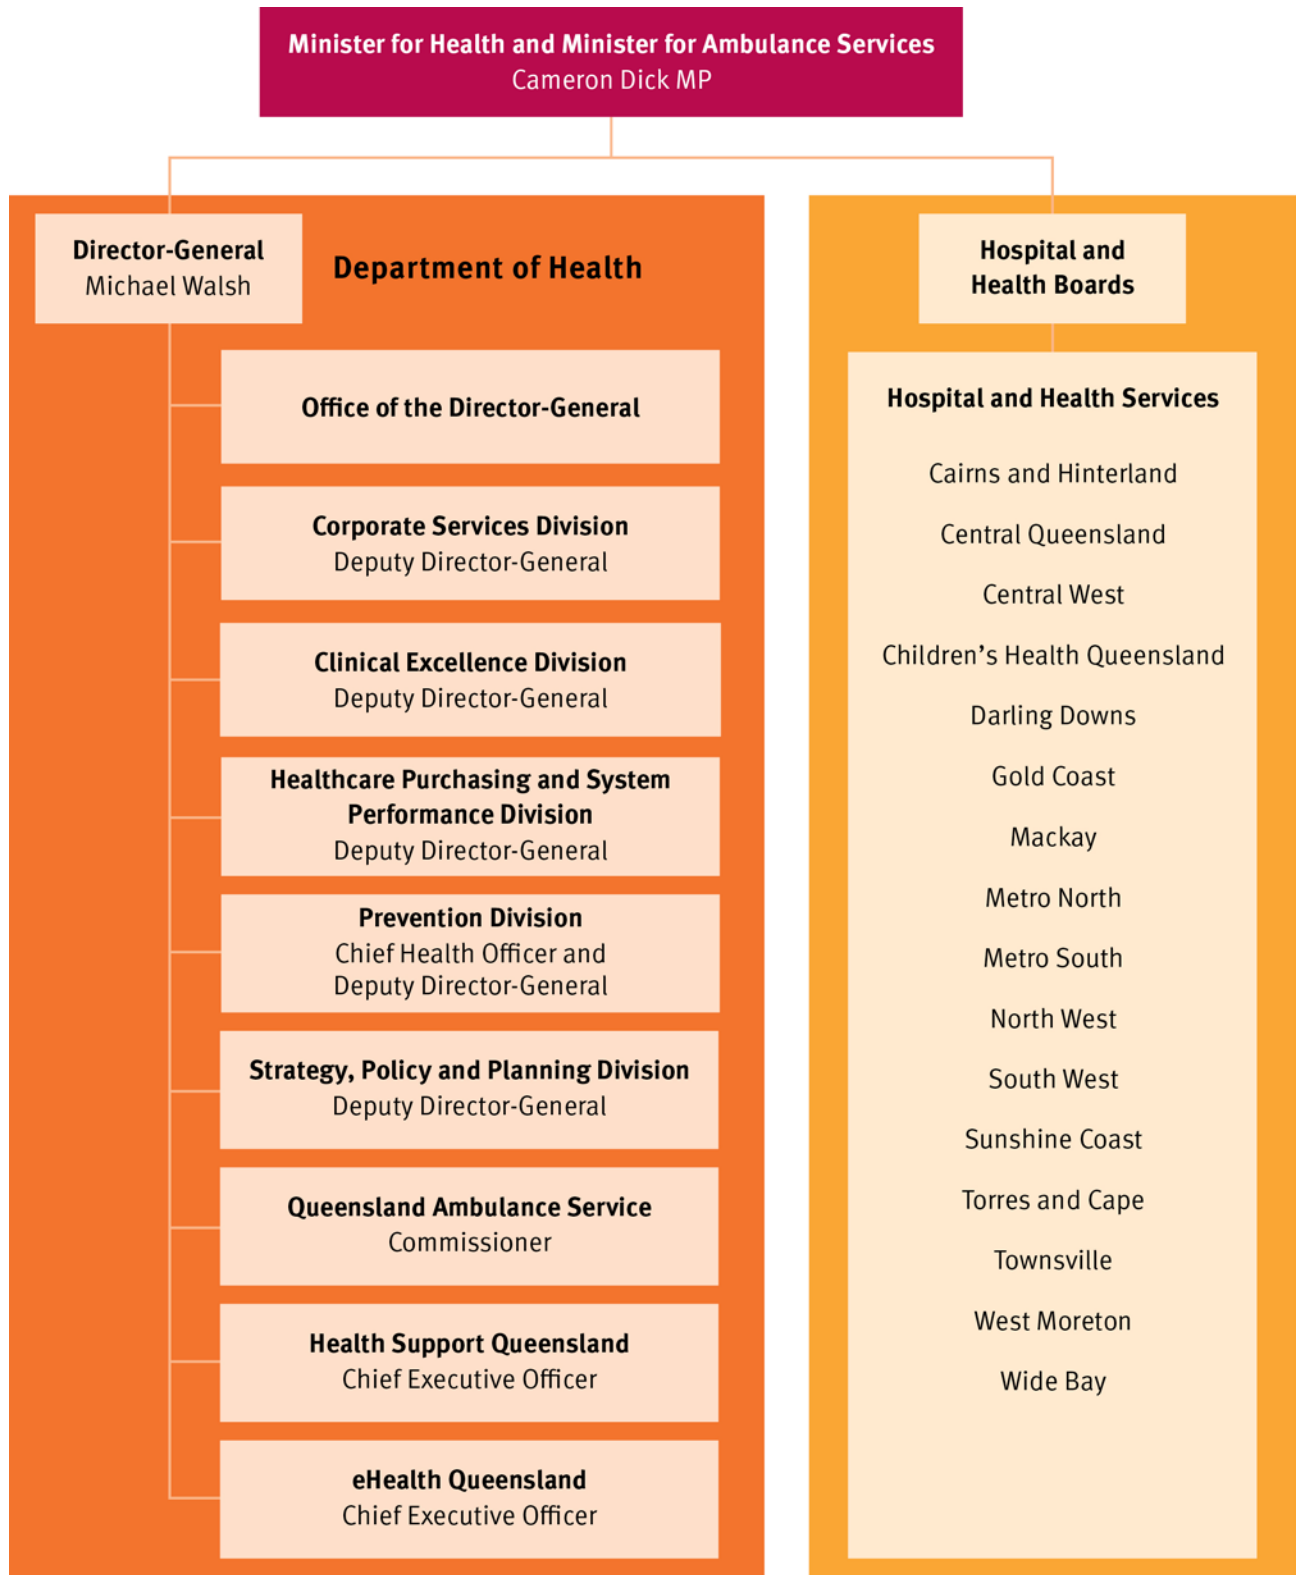 Minister for Health and Minister for Ambulance Services
Cameron Dick MP
Director-General
Michael Walsh
Department of Health
Office of the Director-General
Corporate Services Division
Deputy Director-General
Clinical Excellence Division
Deputy Director-General
Healthcare Purchasing and System
Performance Division
Deputy Director-General
Prevention Division
Chief Health Officer and
Deputy Director-General
Strategy, Policy and Planning Division
Deputy Director-General
Queensland Ambulance Service
Commissioner
Health Support Queensland
Chief Executive Officer
eHealth Queensland
Chief Executive Officer
Hospital and
Health Boards
Hospital and Health Services
Cairns and Hinterland
Central Queensland
Central West
Children’s Health Queensland
Darling Downs
Gold Coast
Mackay
Metro North
Metro South
North West
South West
Sunshine Coast
Torres and Cape
Townsville
West Moreton
Wide Bay